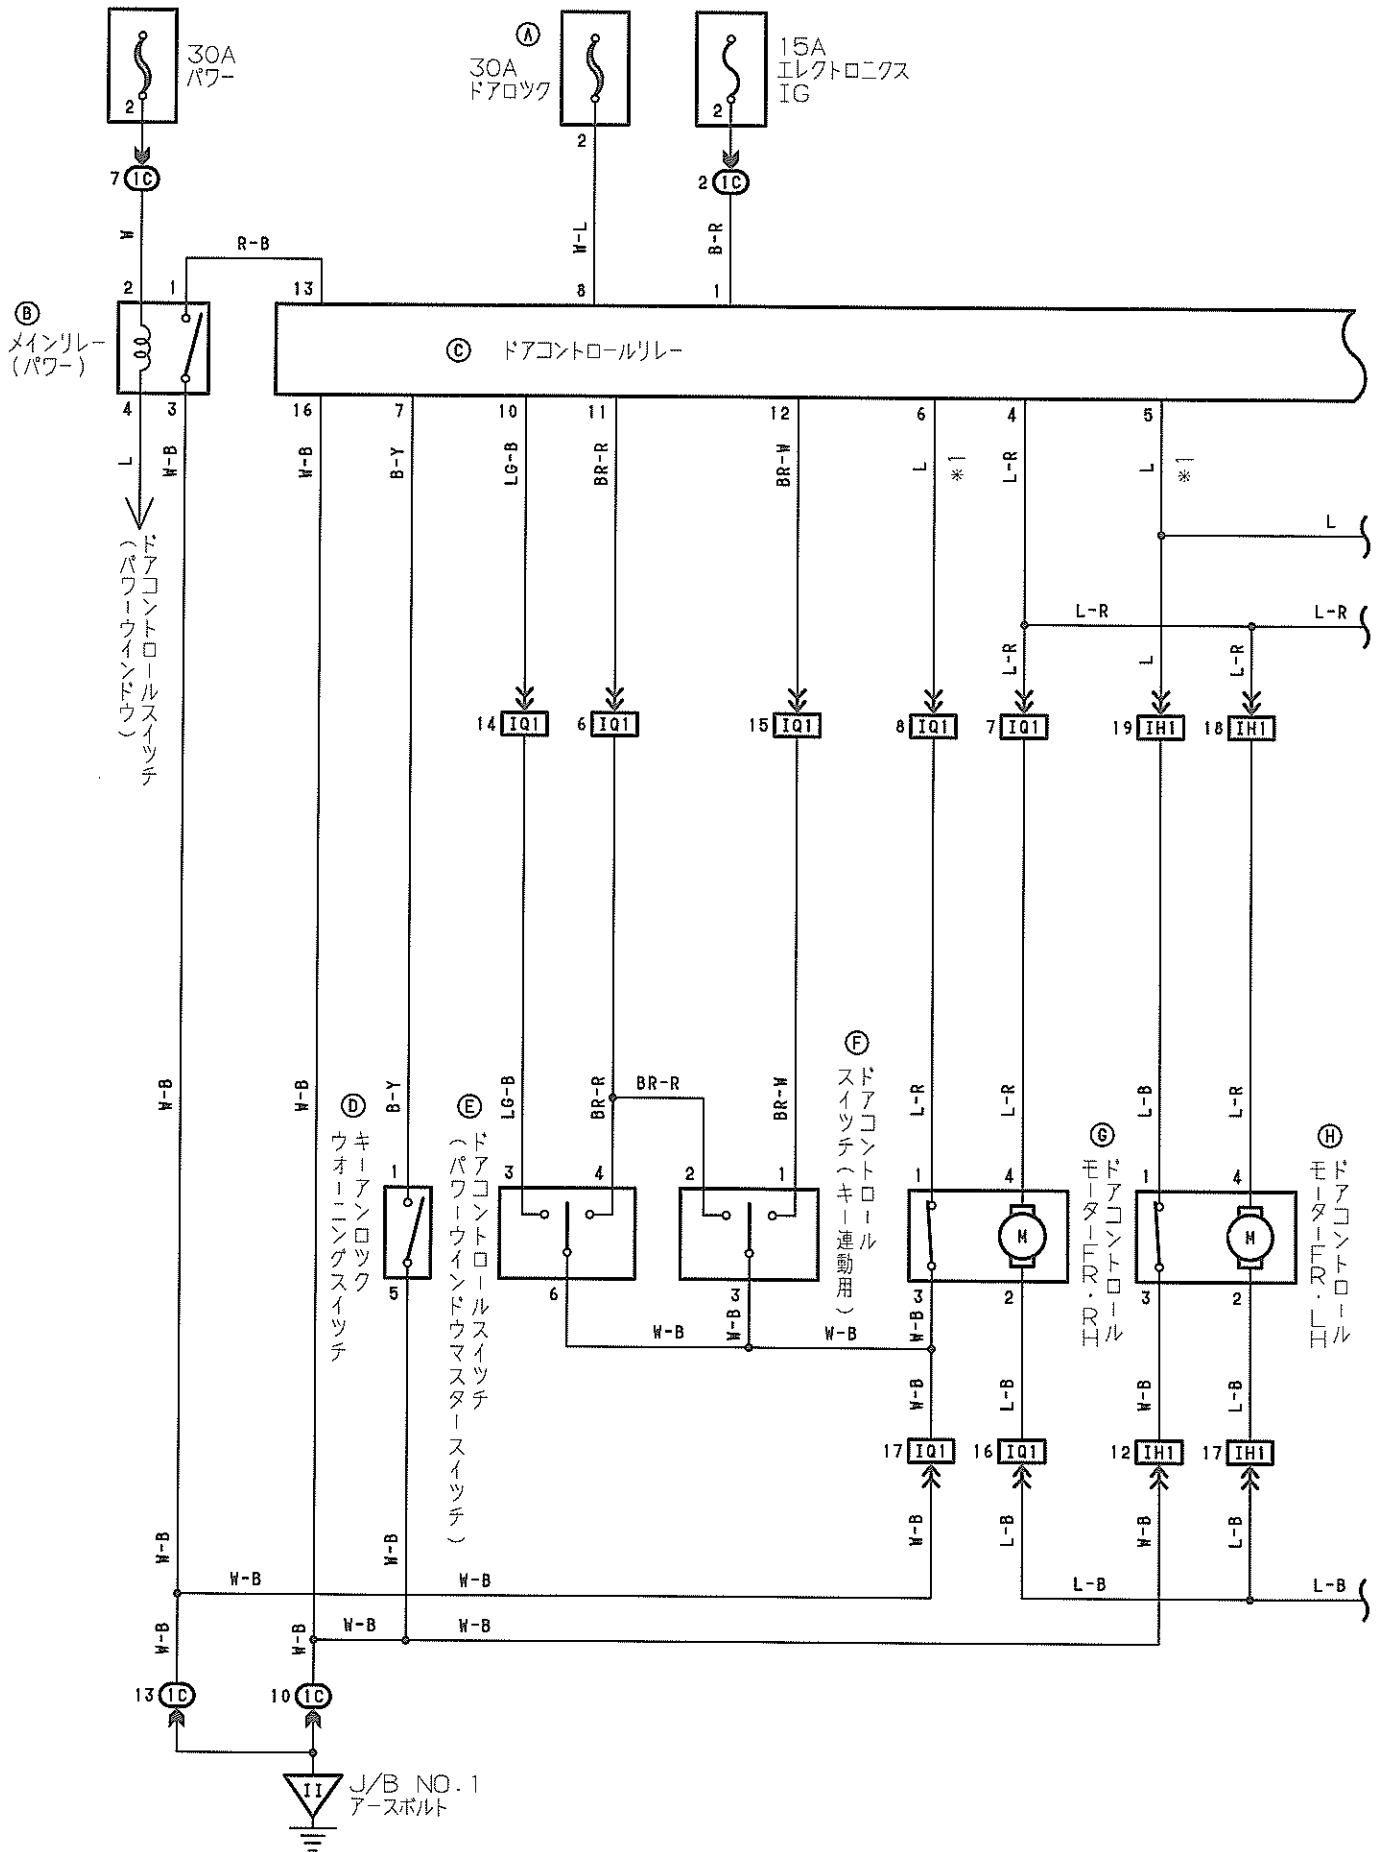 30A
パワー
2
7 1C
W
R-B
A
30A
ドアロツク
2
W-L
15A
エレクトロニクス
IG
2
2 1C
B-R
B
メインリレー
(パワー)
2 1
4 3
L
W-B
ドアコントロールスイツチ
(パワーウインドウ)
13 8 1
C ドアコントロールリレー
16 7 10 11 12 6 4 5
W-B
B-Y
LG-B
BR-R
BR-W
L
*1
L-R
L
*1
L
L-R
L-R
L-R
L
L-R
14 IQ1
6 IQ1
15 IQ1
8 IQ1
7 IQ1
19 IH1
18 IH1
W-B
W-B
B-Y
LG-B
BR-R
BR-R
BR-W
L-R
L-R
L-B
L-R
D
キーアンロツク
ウオーニングスイツチ
1
5
E
ドアコントロールスイツチ
(パワーウインドウマスタースイツチ)
3 4
6
2 1
3
F
ドアコントロール
スイツチ(キー連動用)
1 4
M
3 2
G
ドアコントロール
モーターFR・RH
1 4
M
3 2
H
ドアコントロール
モーターFR・LH
W-B
W-B
W-B
W-B
W-B
L-B
W-B
L-B
17 IQ1
16 IQ1
12 IH1
17 IH1
W-B
W-B
W-B
L-B
W-B
L-B
W-B
W-B
L-B
L-B
W-B
W-B
W-B
W-B
13 1C
10 1C
II
J/B NO.1
アースボルト